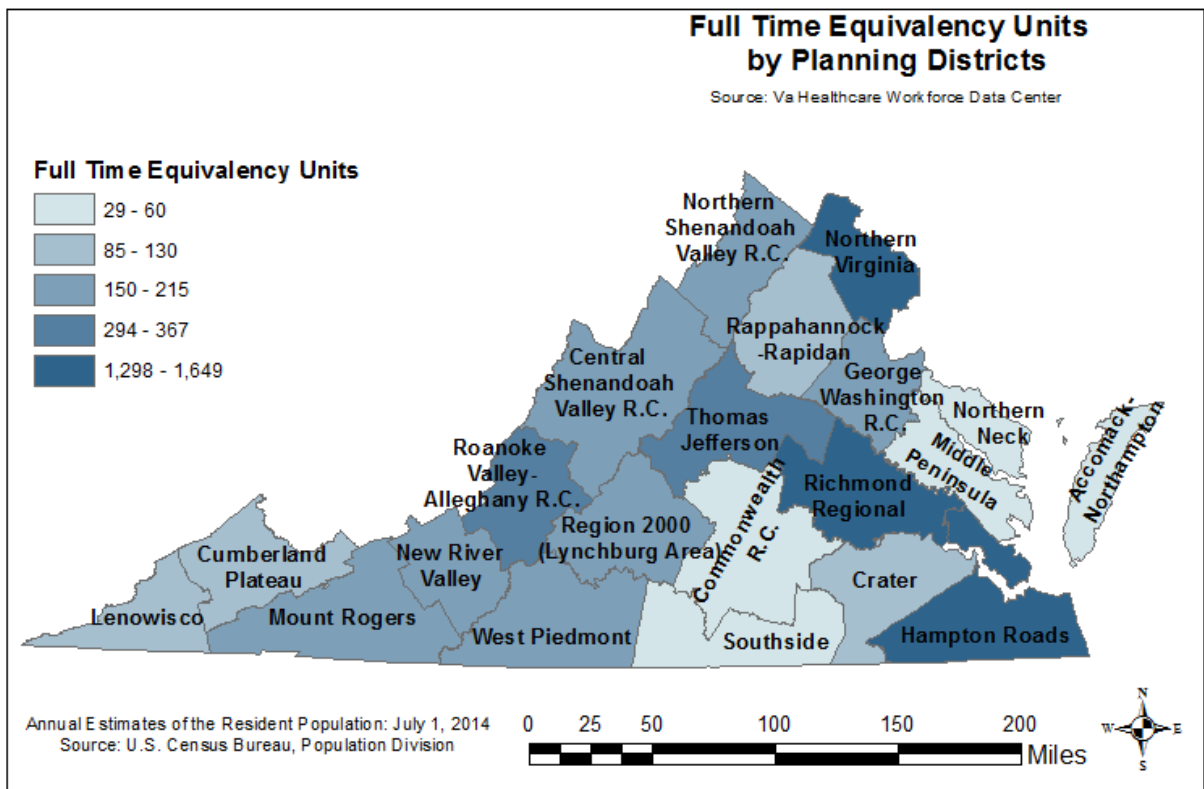 Full Time Equivalency Units
by Planning Districts
Source: Va Healthcare Workforce Data Center
Full Time Equivalency Units
29 - 60
85 - 130
150 - 215
294 - 367
1,298 - 1,649
Northern
Shenandoah
Valley R.C.
Northern
Virginia
Rappahannock
-Rapidan
Central
Shenandoah
Valley R.C.
George
Washington
R.C.
Northern
Neck
Accomack-
Northampton
Thomas
Jefferson
Middle
Peninsula
Roanoke
Valley-
Alleghany R.C.
Richmond
Regional
Region 2000
(Lynchburg Area)
Commonwealth
R.C.
Cumberland
Plateau
New River
Valley
Crater
Lenowisco
Mount Rogers
West Piedmont
Southside
Hampton Roads
Annual Estimates of the Resident Population: July 1, 2014
Source: U.S. Census Bureau, Population Division
0 25 50 100 150 200
Miles
N
W E
S